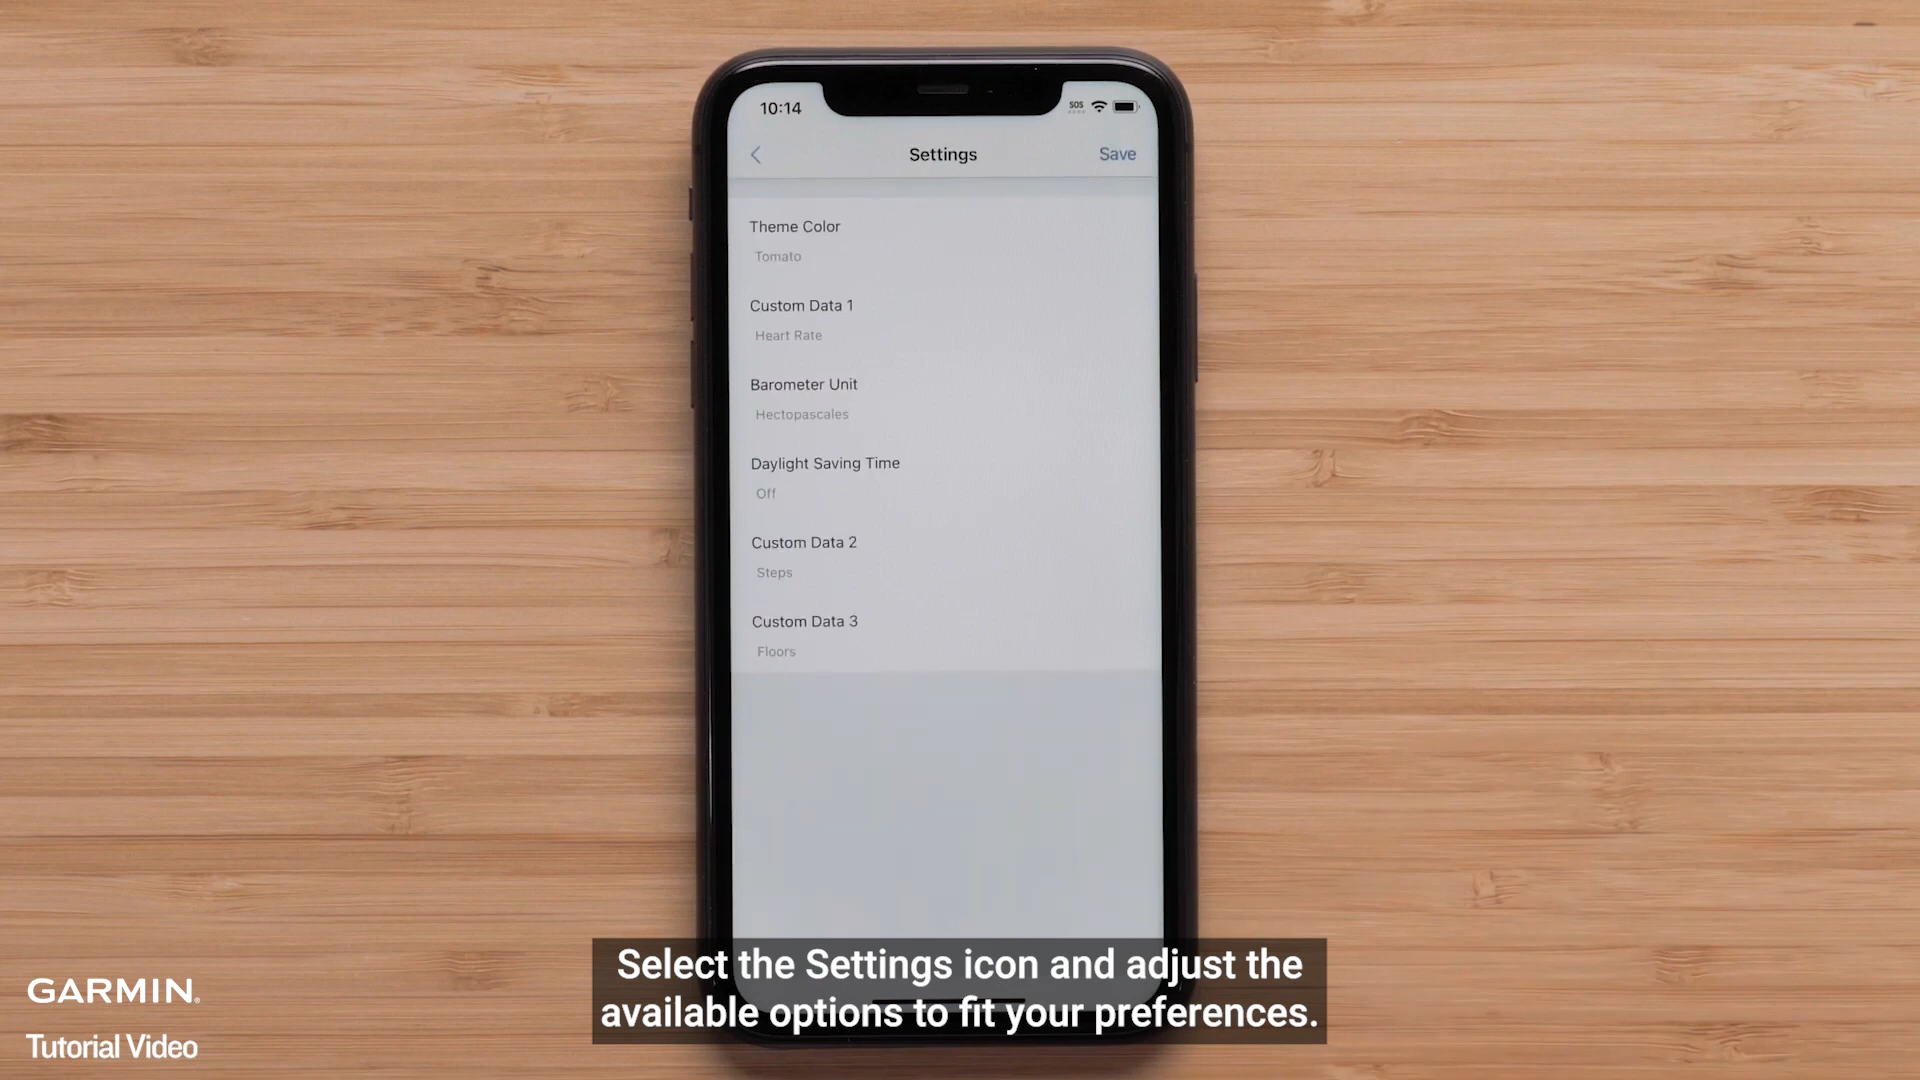 10:14
SOS
Settings
Save
Theme Color
Tomato
Custom Data 1
Heart Rate
Barometer Unit
Hectopascales
Daylight Saving Time
Off
Custom Data 2
Steps
Custom Data 3
Floors
Select the Settings icon and adjust the
available options to fit your preferences.
GARMIN
Tutorial Video